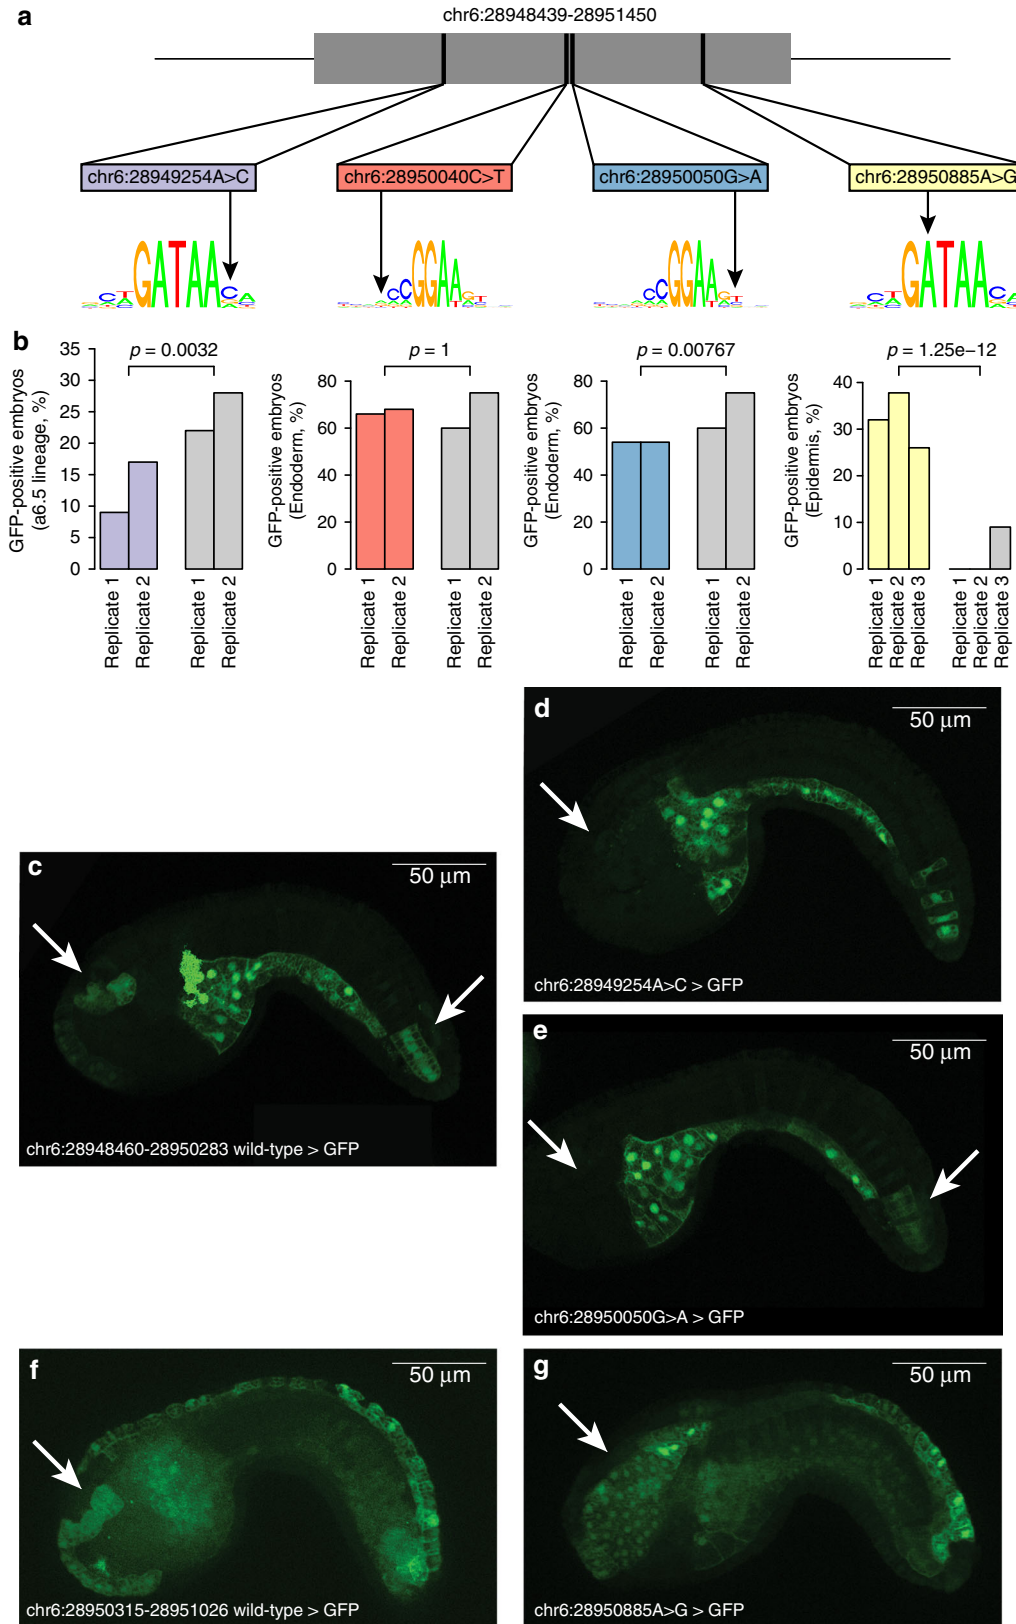 a
chr6:28948439-28951450
chr6:28949254A>C
chr6:28950040C>T
chr6:28950050G>A
chr6:28950885A>G
GATAA
CCGGAA
CCGGAA
GATAA
b
GFP-positive embryos
(a6.5 lineage, %)
35
30
25
20
15
10
5
0
p = 0.0032
Replicate 1
Replicate 2
Replicate 1
Replicate 2
GFP-positive embryos
(Endoderm, %)
80
60
40
20
0
p = 1
Replicate 1
Replicate 2
Replicate 1
Replicate 2
GFP-positive embryos
(Endoderm, %)
80
60
40
20
0
p = 0.00767
Replicate 1
Replicate 2
Replicate 1
Replicate 2
GFP-positive embryos
(Epidermis, %)
40
30
20
10
0
p = 1.25e−12
Replicate 1
Replicate 2
Replicate 3
Replicate 1
Replicate 2
Replicate 3
c
50 µm
chr6:28948460-28950283 wild-type > GFP
d
50 µm
chr6:28949254A>C > GFP
e
50 µm
chr6:28950050G>A > GFP
f
50 µm
chr6:28950315-28951026 wild-type > GFP
g
50 µm
chr6:28950885A>G > GFP